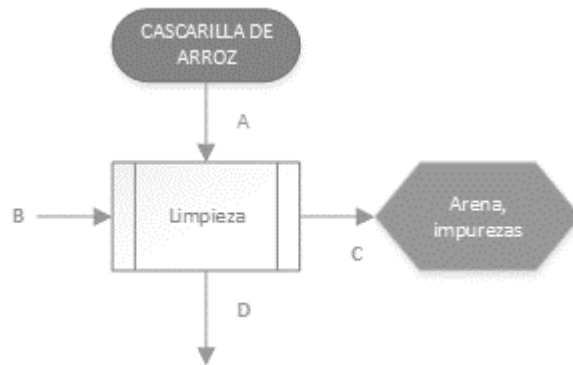 CASCARILLA DE
ARROZ
A
B
Limpieza
Arena,
impurezas
C
D